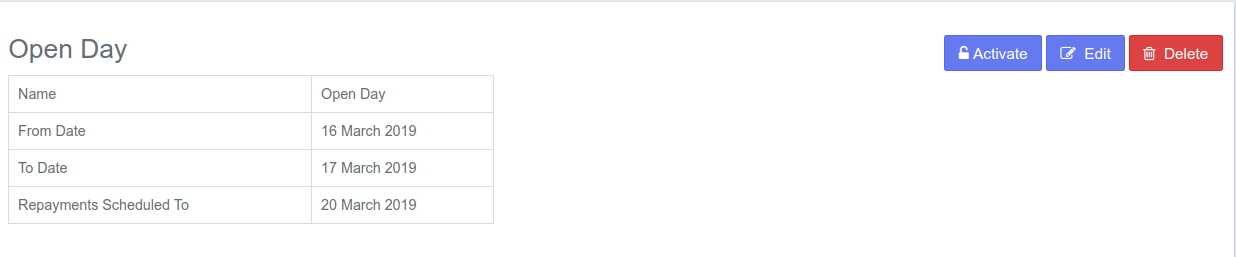 Open Day
Activate Edit Delete
Name Open Day
From Date 16 March 2019
To Date 17 March 2019
Repayments Scheduled To 20 March 2019